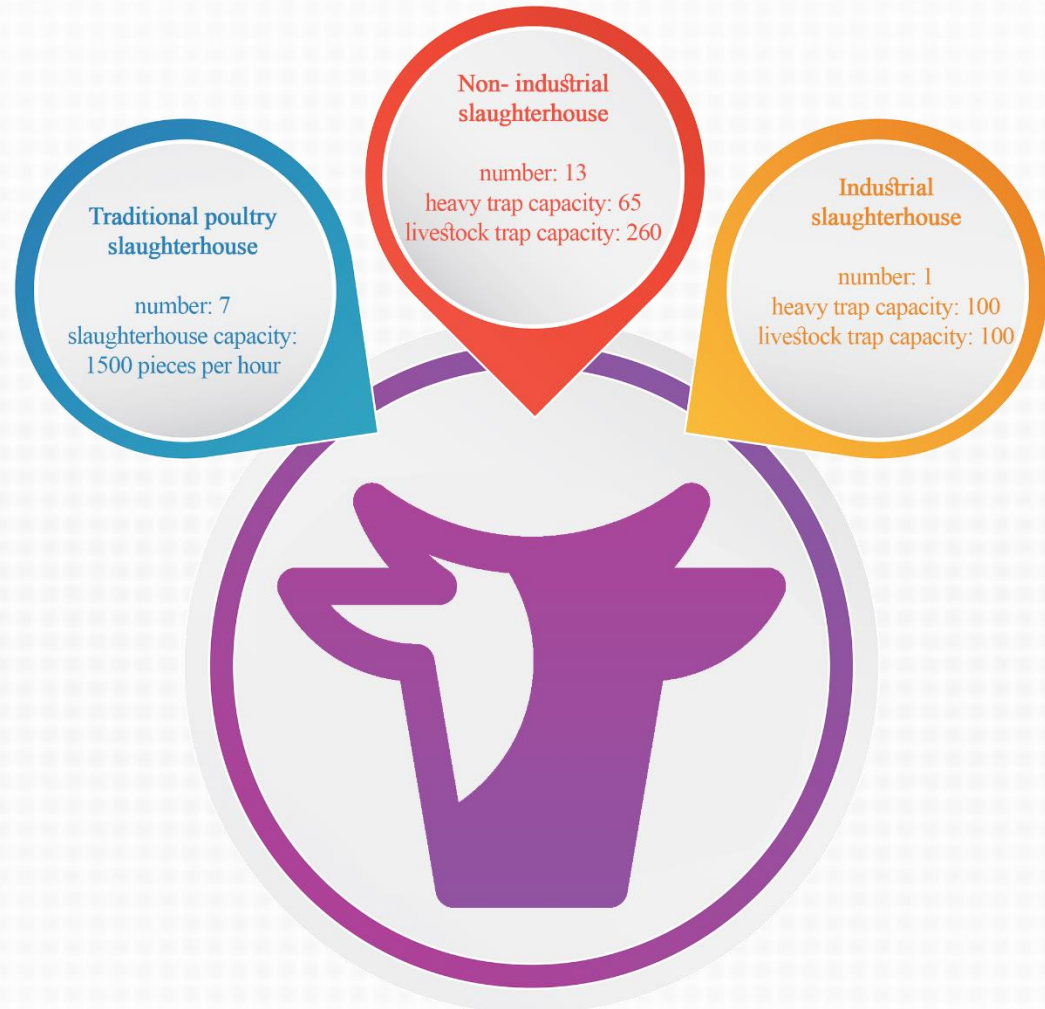 Traditional poultry
slaughterhouse
number: 7
slaughterhouse capacity:
1500 pieces per hour
Non- industrial
slaughterhouse
number: 13
heavy trap capacity: 65
livestock trap capacity: 260
Industrial
slaughterhouse
number: 1
heavy trap capacity: 100
livestock trap capacity: 100